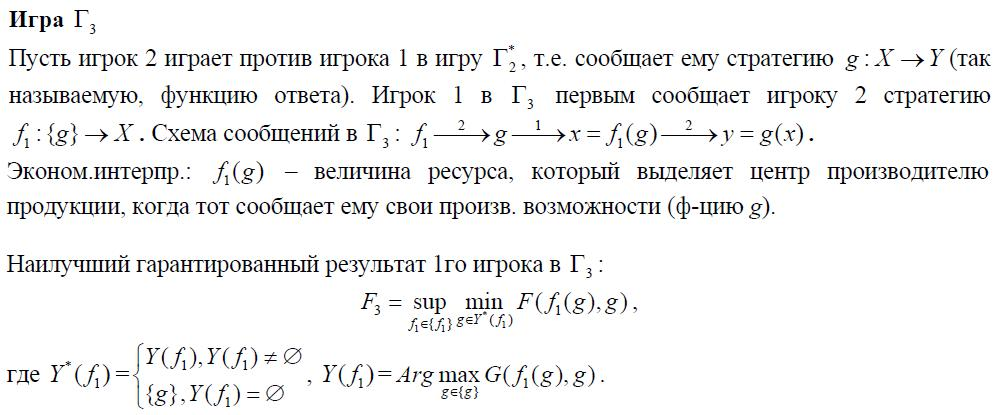 Игра Γ₃
Пусть игрок 2 играет против игрока 1 в игру Γ₂*, т.е. сообщает ему стратегию g : X → Y (так
называемую, функцию ответа). Игрок 1 в Γ₃ первым сообщает игроку 2 стратегию
f₁ : {g} → X . Схема сообщений в Γ₃ : f₁ —2→ g —1→ x = f₁(g) —2→ y = g(x) .
Эконом.интерпр.: f₁(g) – величина ресурса, который выделяет центр производителю
продукции, когда тот сообщает ему свои произв. возможности (ф-цию g).
Наилучший гарантированный результат 1го игрока в Γ₃ :
F₃ = sup_{f₁∈{f₁}} min_{g∈Y*(f₁)} F(f₁(g), g) ,
где Y*(f₁) = { Y(f₁), Y(f₁) ≠ ∅ ; {g}, Y(f₁) = ∅ , Y(f₁) = Arg max_{g∈{g}} G(f₁(g), g) .